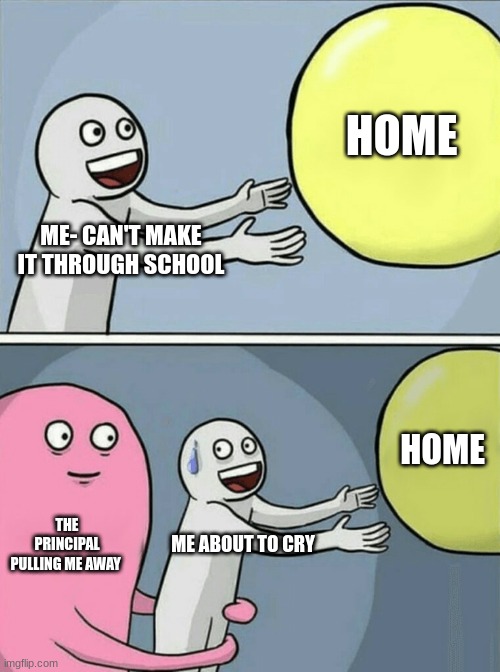 HOME
ME- CAN'T MAKE
IT THROUGH SCHOOL
HOME
THE
PRINCIPAL
PULLING ME AWAY
ME ABOUT TO CRY
imgflip.com